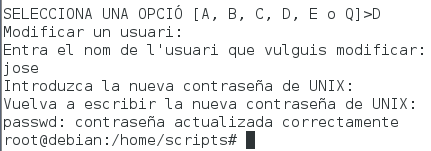 SELECCIONA UNA OPCIÓ [A, B, C, D, E o Q]>D
Modificar un usuari:
Entra el nom de l'usuari que vulguis modificar:
jose
Introduzca la nueva contraseña de UNIX:
Vuelva a escribir la nueva contraseña de UNIX:
passwd: contraseña actualizada correctamente
root@debian:/home/scripts#